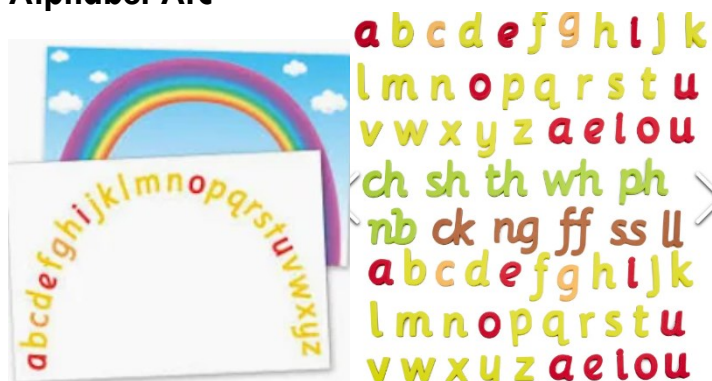 Alphabet Arc
abcdefghijklmnopqrstuvwxyz
a b c d e f g h i j k
l m n o p q r s t u
v w x y z a e i o u
ch sh th wh ph
nb ck ng ff ss ll
a b c d e f g h i j k
l m n o p q r s t u
v w x y z a e i o u